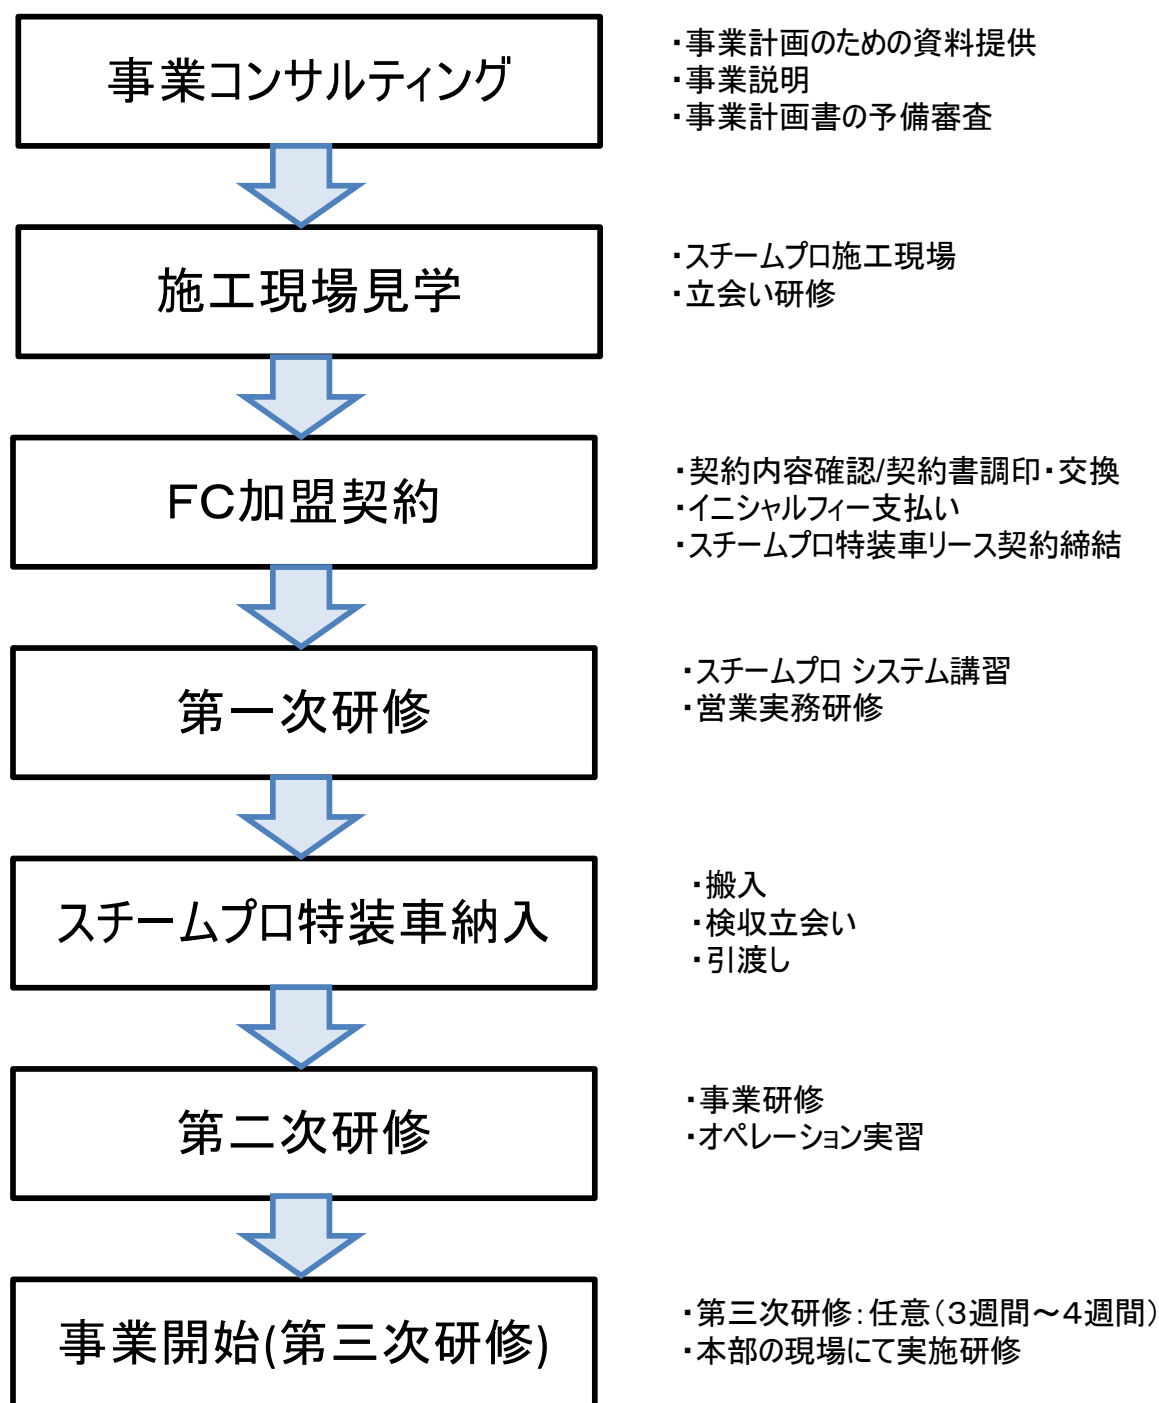 事業コンサルティング
・事業計画のための資料提供
・事業説明
・事業計画書の予備審査
施工現場見学
・スチームプロ施工現場
・立会い研修
FC加盟契約
・契約内容確認/契約書調印・交換
・イニシャルフィー支払い
・スチームプロ特装車リース契約締結
第一次研修
・スチームプロ システム講習
・営業実務研修
スチームプロ特装車納入
・搬入
・検収立会い
・引渡し
第二次研修
・事業研修
・オペレーション実習
事業開始(第三次研修)
・第三次研修：任意（３週間～４週間）
・本部の現場にて実施研修